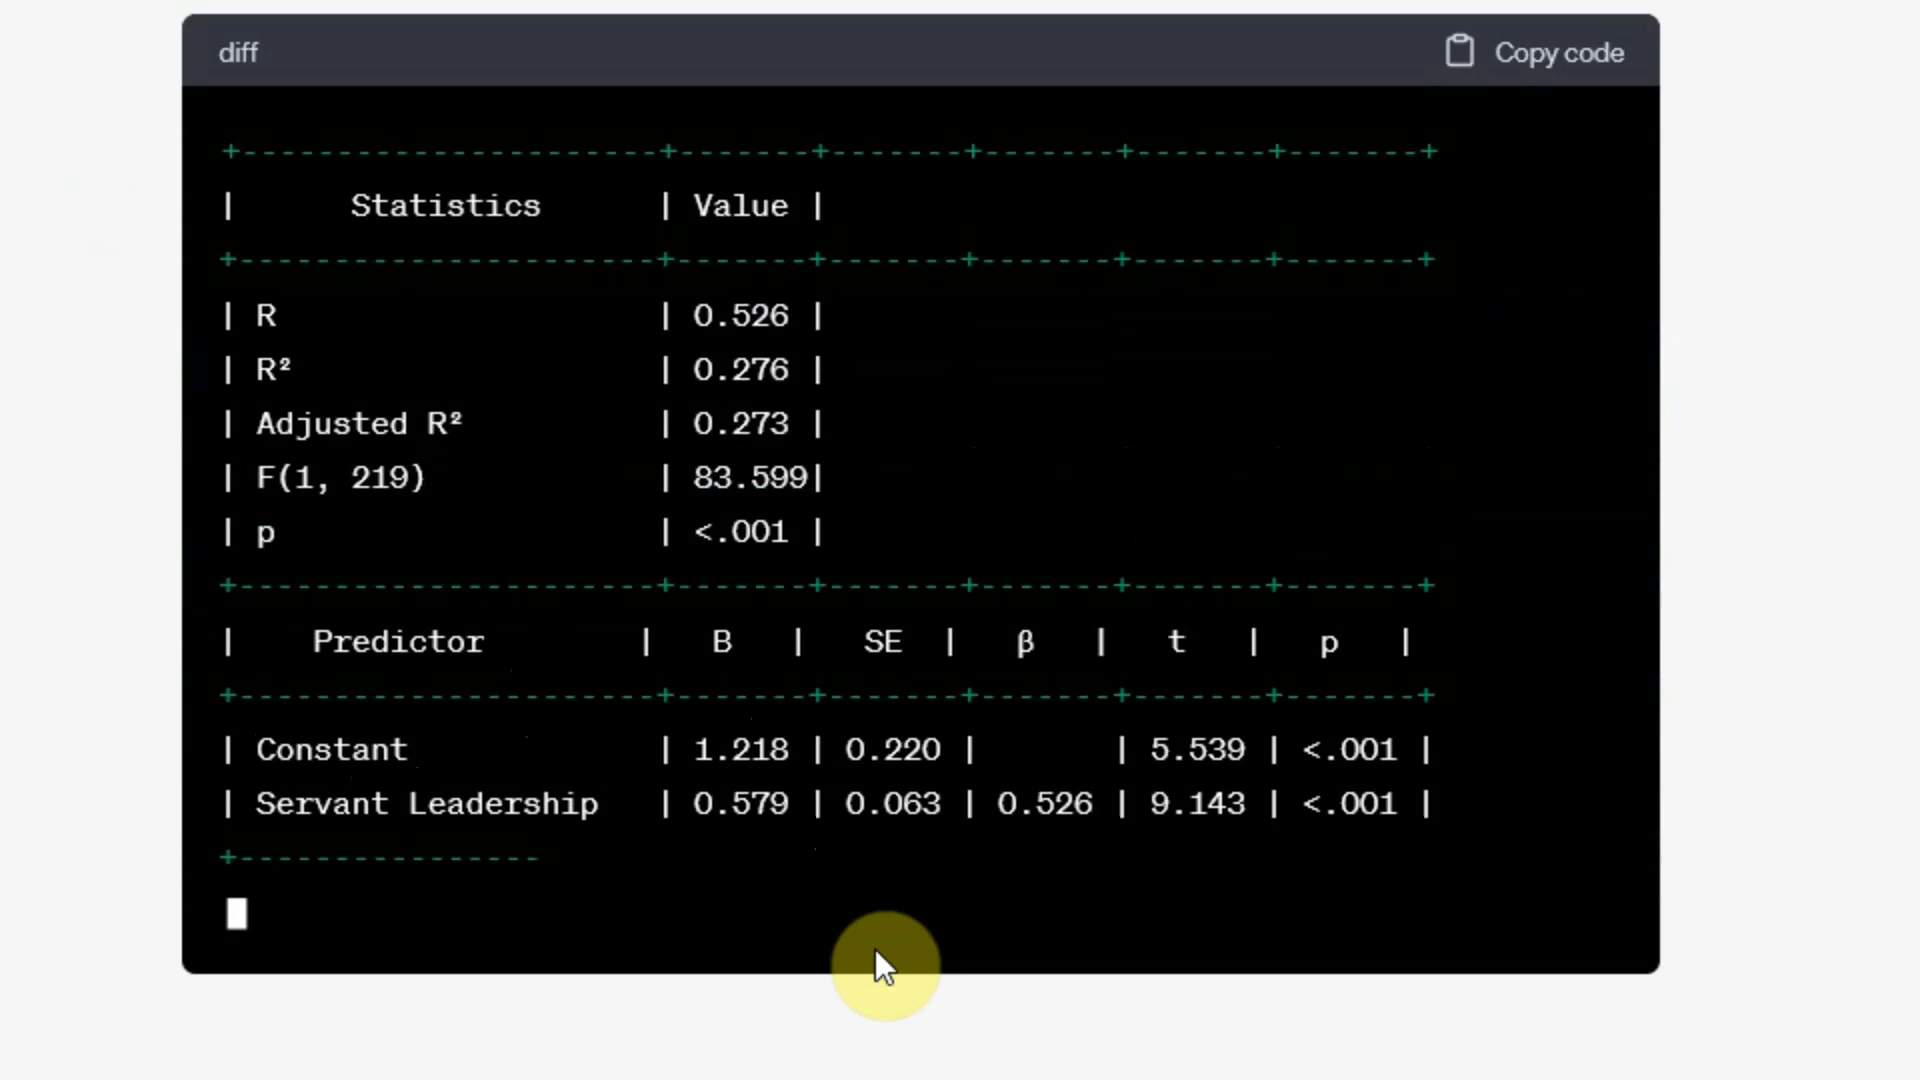 diff Copy code
+----------------------+-------+-------+-------+-------+-------+
| Statistics | Value |
+----------------------+-------+-------+-------+-------+-------+
| R | 0.526 |
| R² | 0.276 |
| Adjusted R² | 0.273 |
| F(1, 219) | 83.599|
| p | <.001 |
+----------------------+-------+-------+-------+-------+-------+
| Predictor | B | SE | β | t | p |
+----------------------+-------+-------+-------+-------+-------+
| Constant | 1.218 | 0.220 | | 5.539 | <.001 |
| Servant Leadership | 0.579 | 0.063 | 0.526 | 9.143 | <.001 |
+----------------